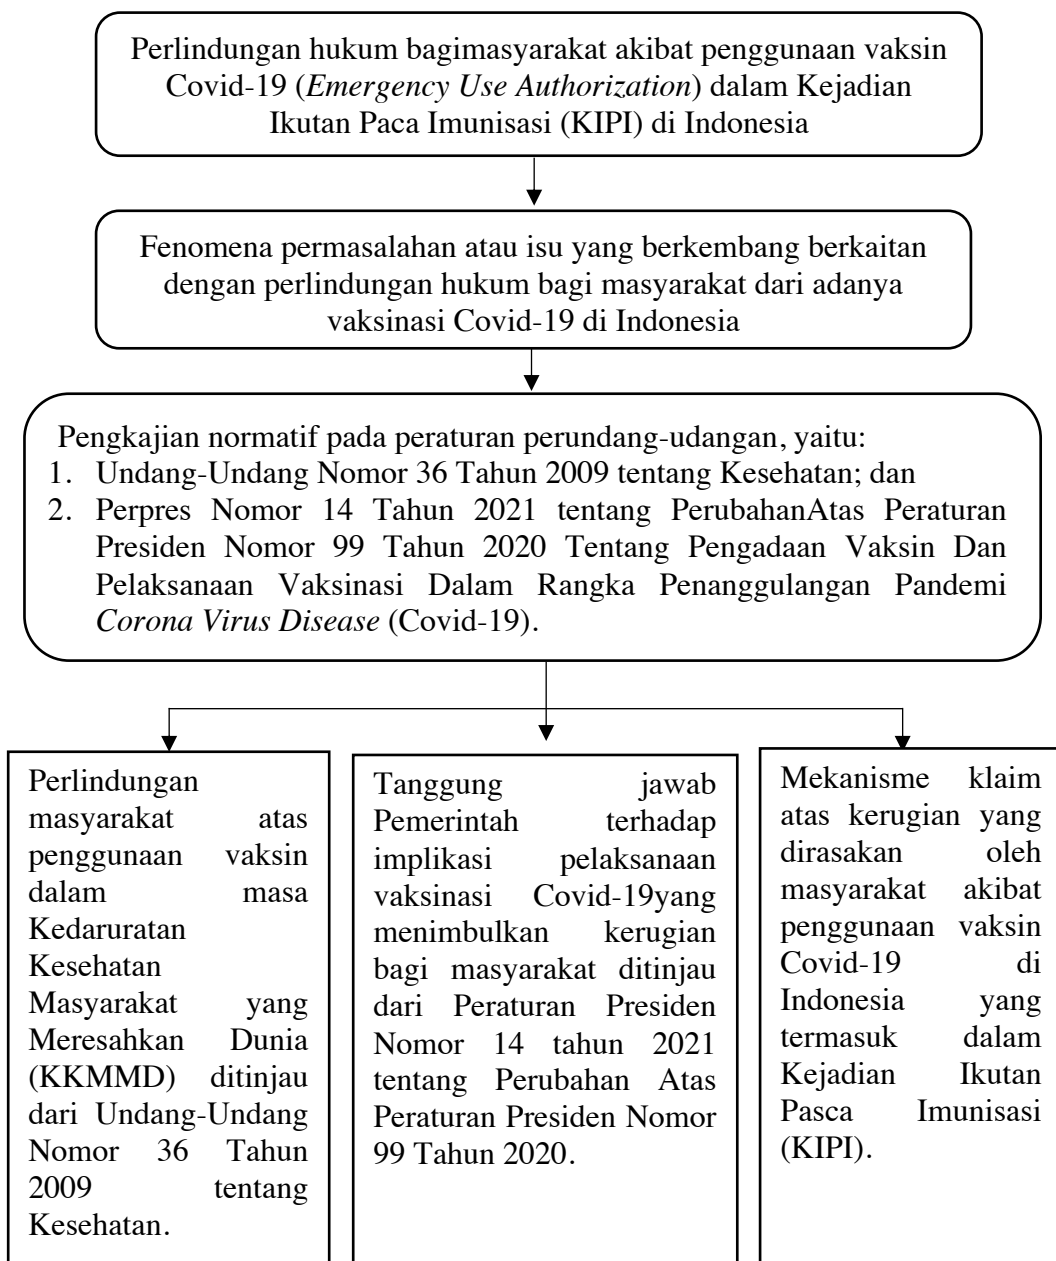 Perlindungan hukum bagimasyarakat akibat penggunaan vaksin
Covid-19 (Emergency Use Authorization) dalam Kejadian
Ikutan Paca Imunisasi (KIPI) di Indonesia
Fenomena permasalahan atau isu yang berkembang berkaitan
dengan perlindungan hukum bagi masyarakat dari adanya
vaksinasi Covid-19 di Indonesia
Pengkajian normatif pada peraturan perundang-udangan, yaitu:
1. Undang-Undang Nomor 36 Tahun 2009 tentang Kesehatan; dan
2. Perpres Nomor 14 Tahun 2021 tentang PerubahanAtas Peraturan
Presiden Nomor 99 Tahun 2020 Tentang Pengadaan Vaksin Dan
Pelaksanaan Vaksinasi Dalam Rangka Penanggulangan Pandemi
Corona Virus Disease (Covid-19).
Perlindungan
masyarakat atas
penggunaan vaksin
dalam masa
Kedaruratan
Kesehatan
Masyarakat yang
Meresahkan Dunia
(KKMMD) ditinjau
dari Undang-Undang
Nomor 36 Tahun
2009 tentang
Kesehatan.
Tanggung jawab
Pemerintah terhadap
implikasi pelaksanaan
vaksinasi Covid-19yang
menimbulkan kerugian
bagi masyarakat ditinjau
dari Peraturan Presiden
Nomor 14 tahun 2021
tentang Perubahan Atas
Peraturan Presiden Nomor
99 Tahun 2020.
Mekanisme klaim
atas kerugian yang
dirasakan oleh
masyarakat akibat
penggunaan vaksin
Covid-19 di
Indonesia yang
termasuk dalam
Kejadian Ikutan
Pasca Imunisasi
(KIPI).